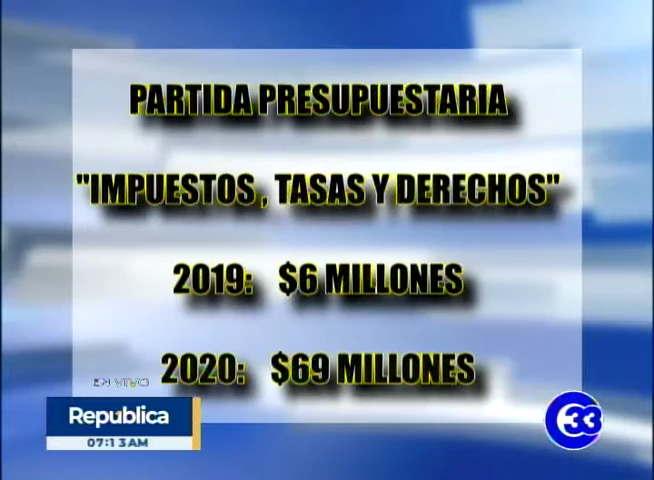 PARTIDA PRESUPUESTARIA
"IMPUESTOS, TASAS Y DERECHOS"
2019: $6 MILLONES
2020: $69 MILLONES
EN VIVO
Republica
07:13AM
33